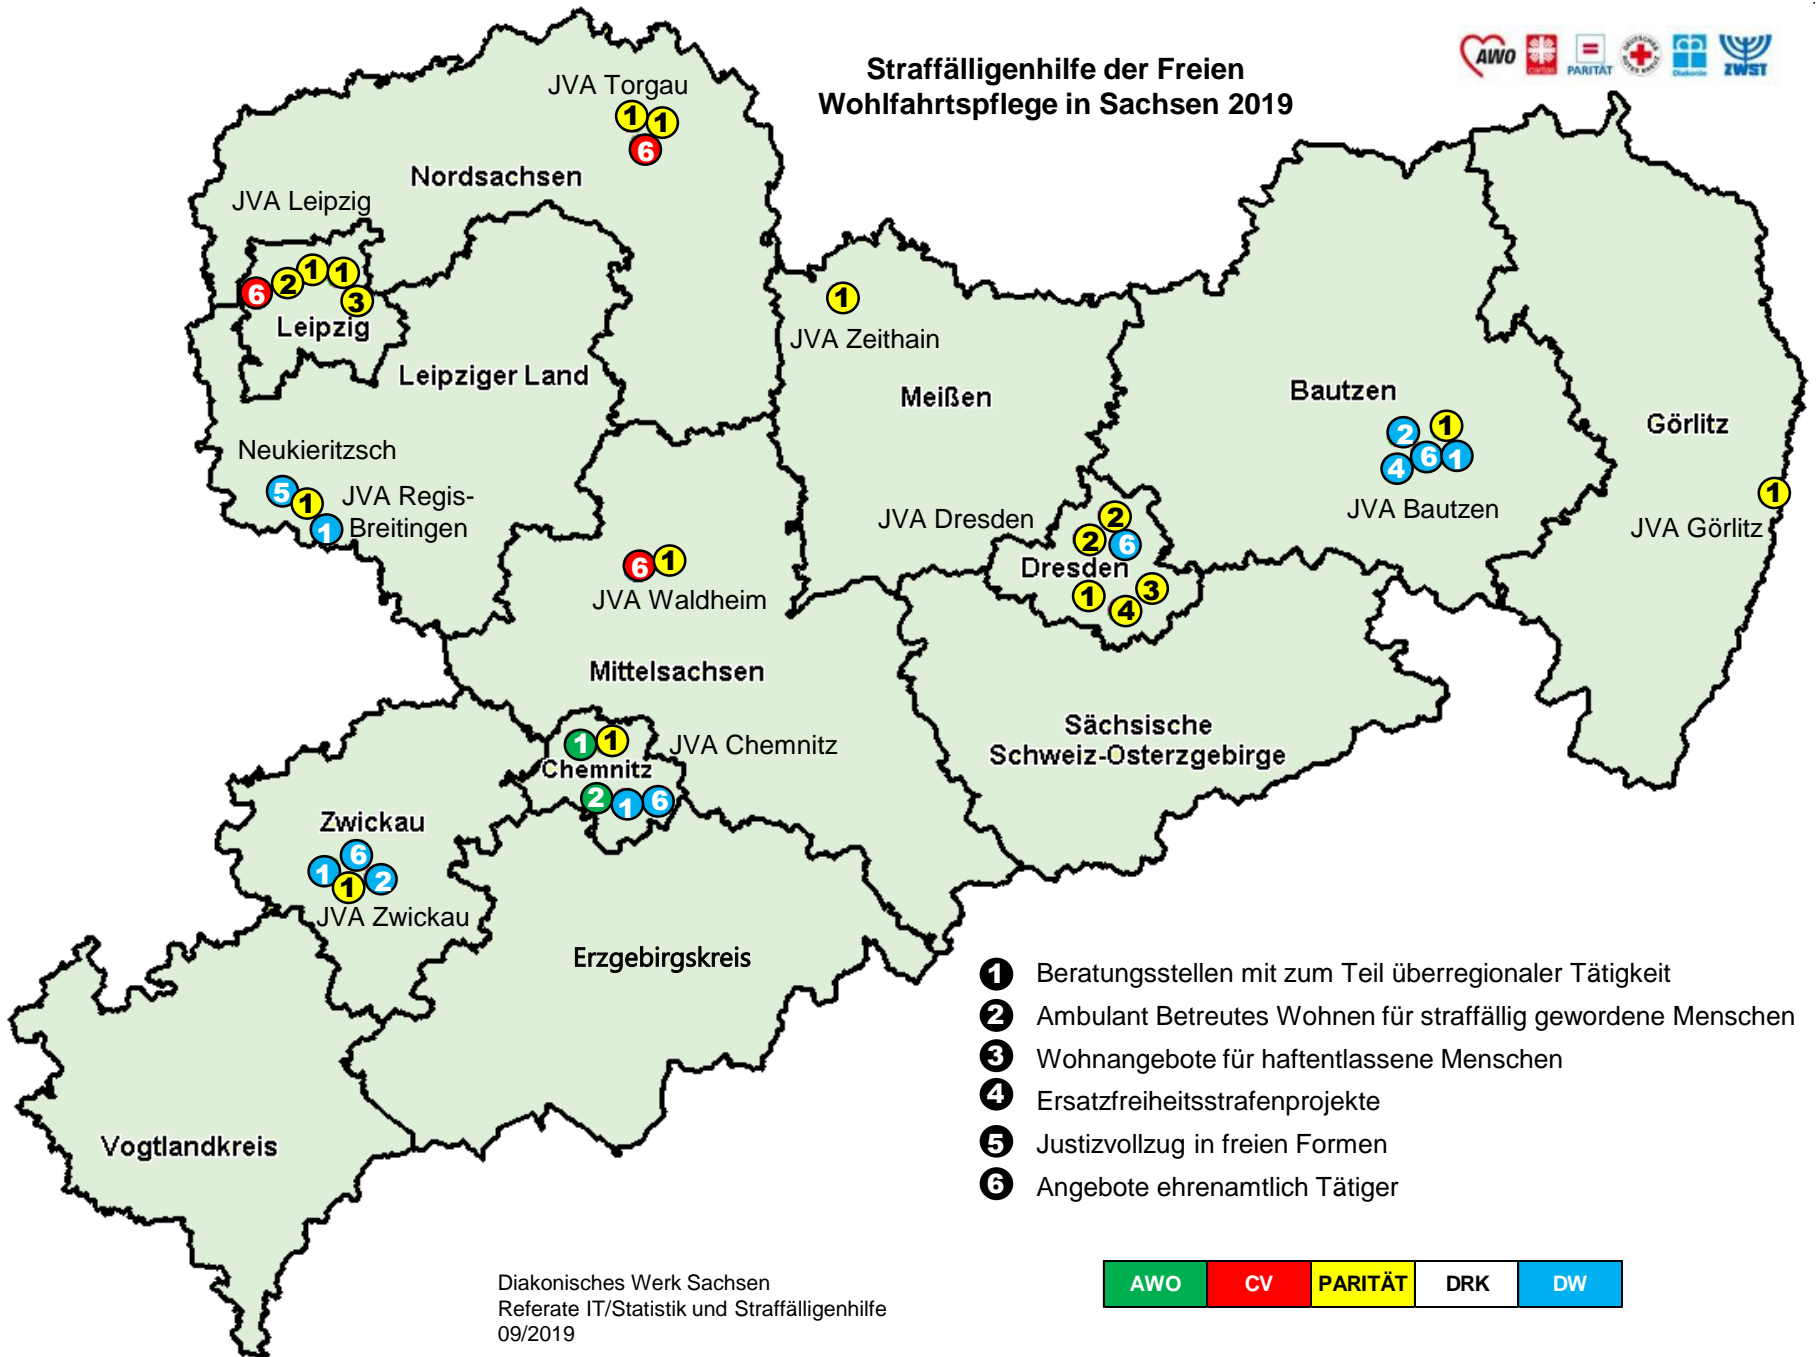 Straffälligenhilfe der Freien
Wohlfahrtspflege in Sachsen 2019
AWO
caritas
PARITÄT
DEUTSCHES ROTES KREUZ
Diakonie
ZWST
JVA Torgau
1 1
6
Nordsachsen
JVA Leipzig
6 2 1 1 3
Leipzig
Leipziger Land
1
JVA Zeithain
Meißen
Bautzen
2 1
4 6 1
JVA Bautzen
Görlitz
1
JVA Görlitz
Neukieritzsch
5 1 1
JVA Regis-
Breitingen
JVA Dresden
2
2 6
Dresden
1 4 3
6 1
JVA Waldheim
Mittelsachsen
Sächsische
Schweiz-Osterzgebirge
1 1
JVA Chemnitz
Chemnitz
2 1 6
Zwickau
6
1 1 2
JVA Zwickau
Erzgebirgskreis
Vogtlandkreis
1 Beratungsstellen mit zum Teil überregionaler Tätigkeit
2 Ambulant Betreutes Wohnen für straffällig gewordene Menschen
3 Wohnangebote für haftentlassene Menschen
4 Ersatzfreiheitsstrafenprojekte
5 Justizvollzug in freien Formen
6 Angebote ehrenamtlich Tätiger
AWO CV PARITÄT DRK DW
Diakonisches Werk Sachsen
Referate IT/Statistik und Straffälligenhilfe
09/2019